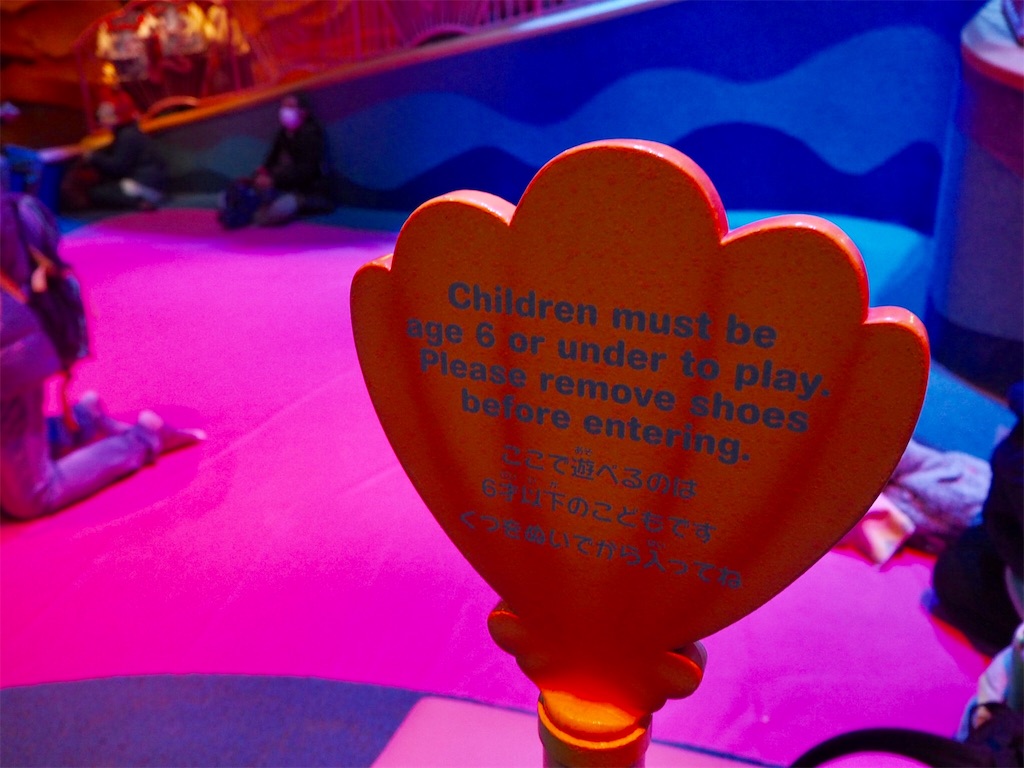 Children must be
age 6 or under to play.
Please remove shoes
before entering.
ここで遊べるのは
6才以下のこどもです
くつをぬいでから入ってね